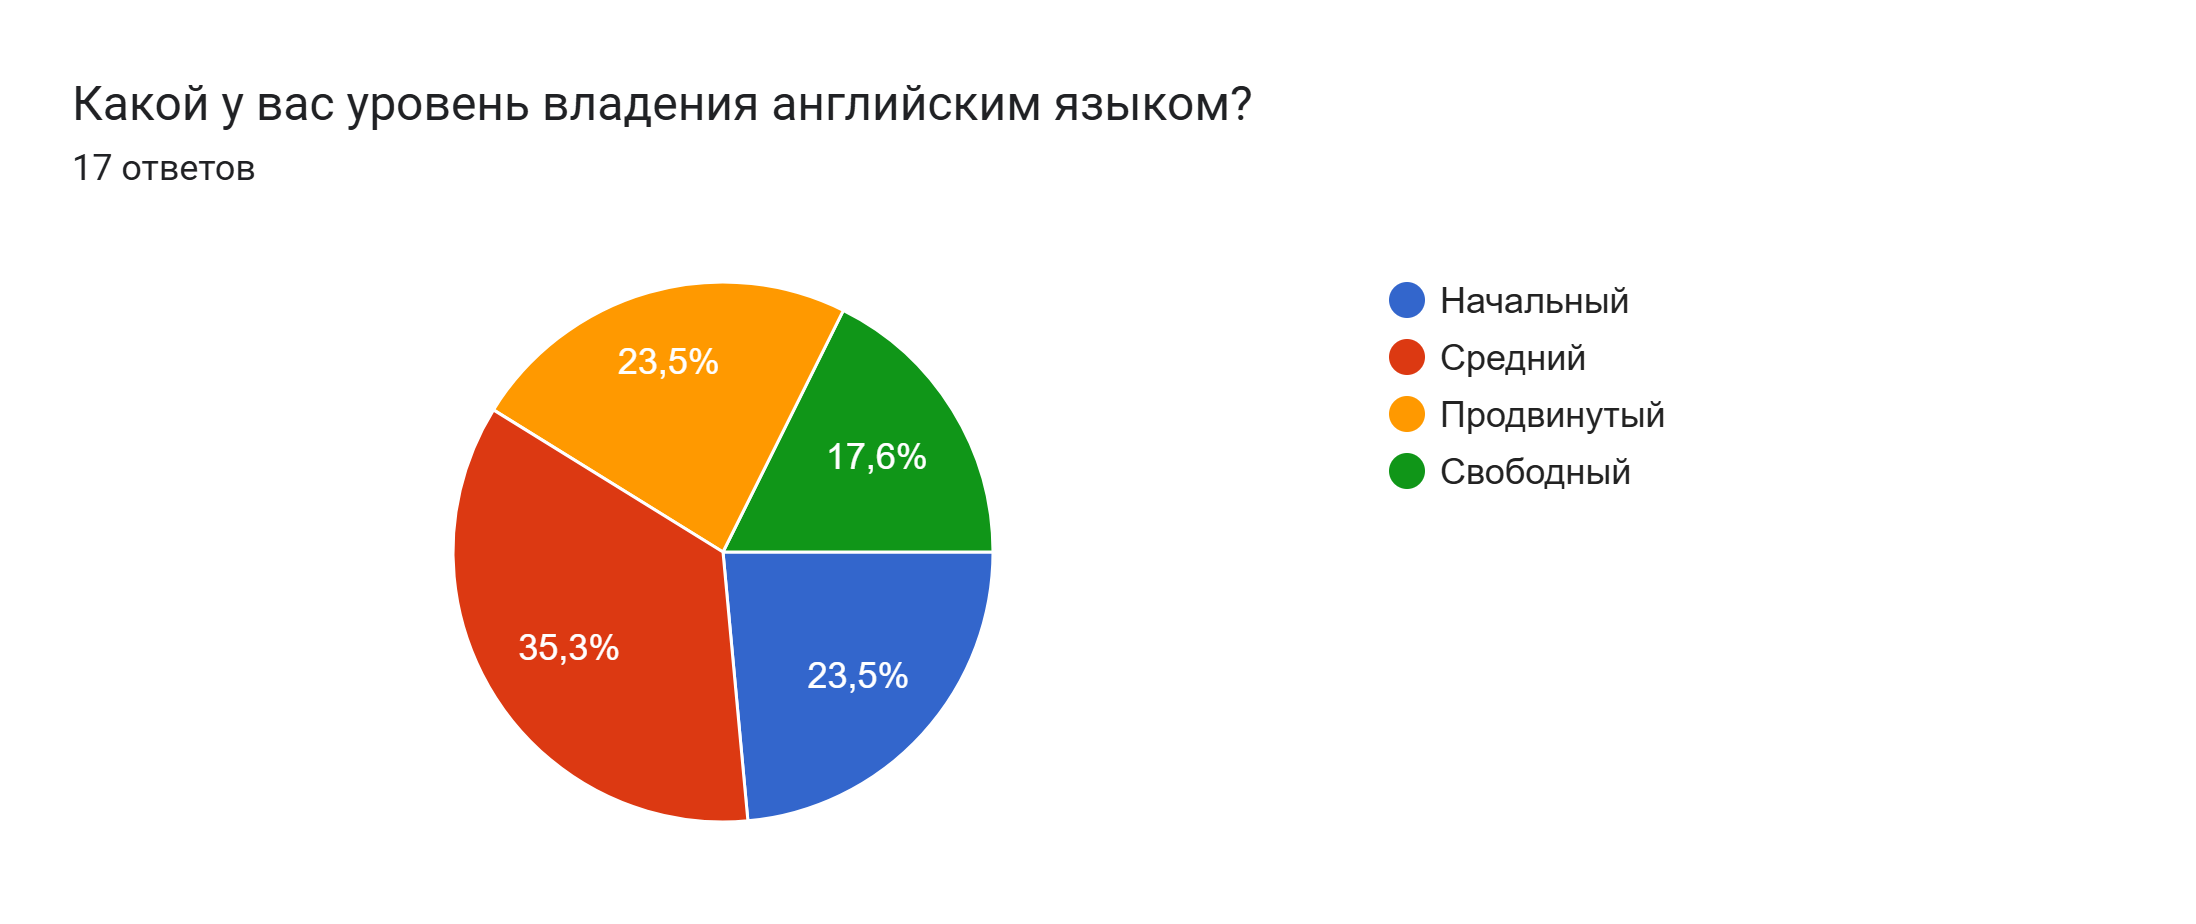 Какой у вас уровень владения английским языком?
17 ответов
23,5%
17,6%
35,3%
23,5%
Начальный
Средний
Продвинутый
Свободный